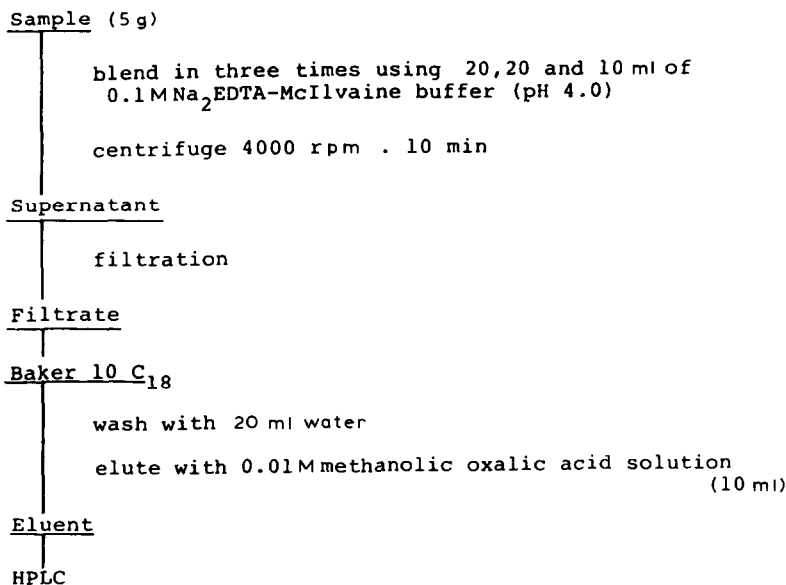 Sample (5 g)
blend in three times using 20,20 and 10 ml of
0.1M Na2EDTA-McIlvaine buffer (pH 4.0)
centrifuge 4000 rpm . 10 min
Supernatant
filtration
Filtrate
Baker 10 C18
wash with 20 ml water
elute with 0.01M methanolic oxalic acid solution
(10 ml)
Eluent
HPLC